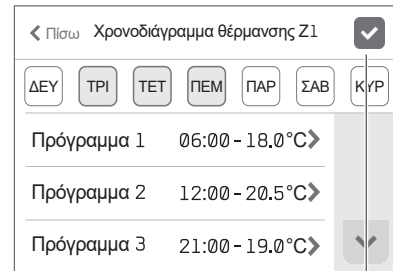 Πίσω Χρονοδιάγραμμα θέρμανσης Ζ1
ΔΕΥ ΤΡΙ ΤΕΤ ΠΕΜ ΠΑΡ ΣΑΒ ΚΥΡ
Πρόγραμμα 1 06:00 - 18.0°C
Πρόγραμμα 2 12:00 - 20.5°C
Πρόγραμμα 3 21:00 - 19.0°C